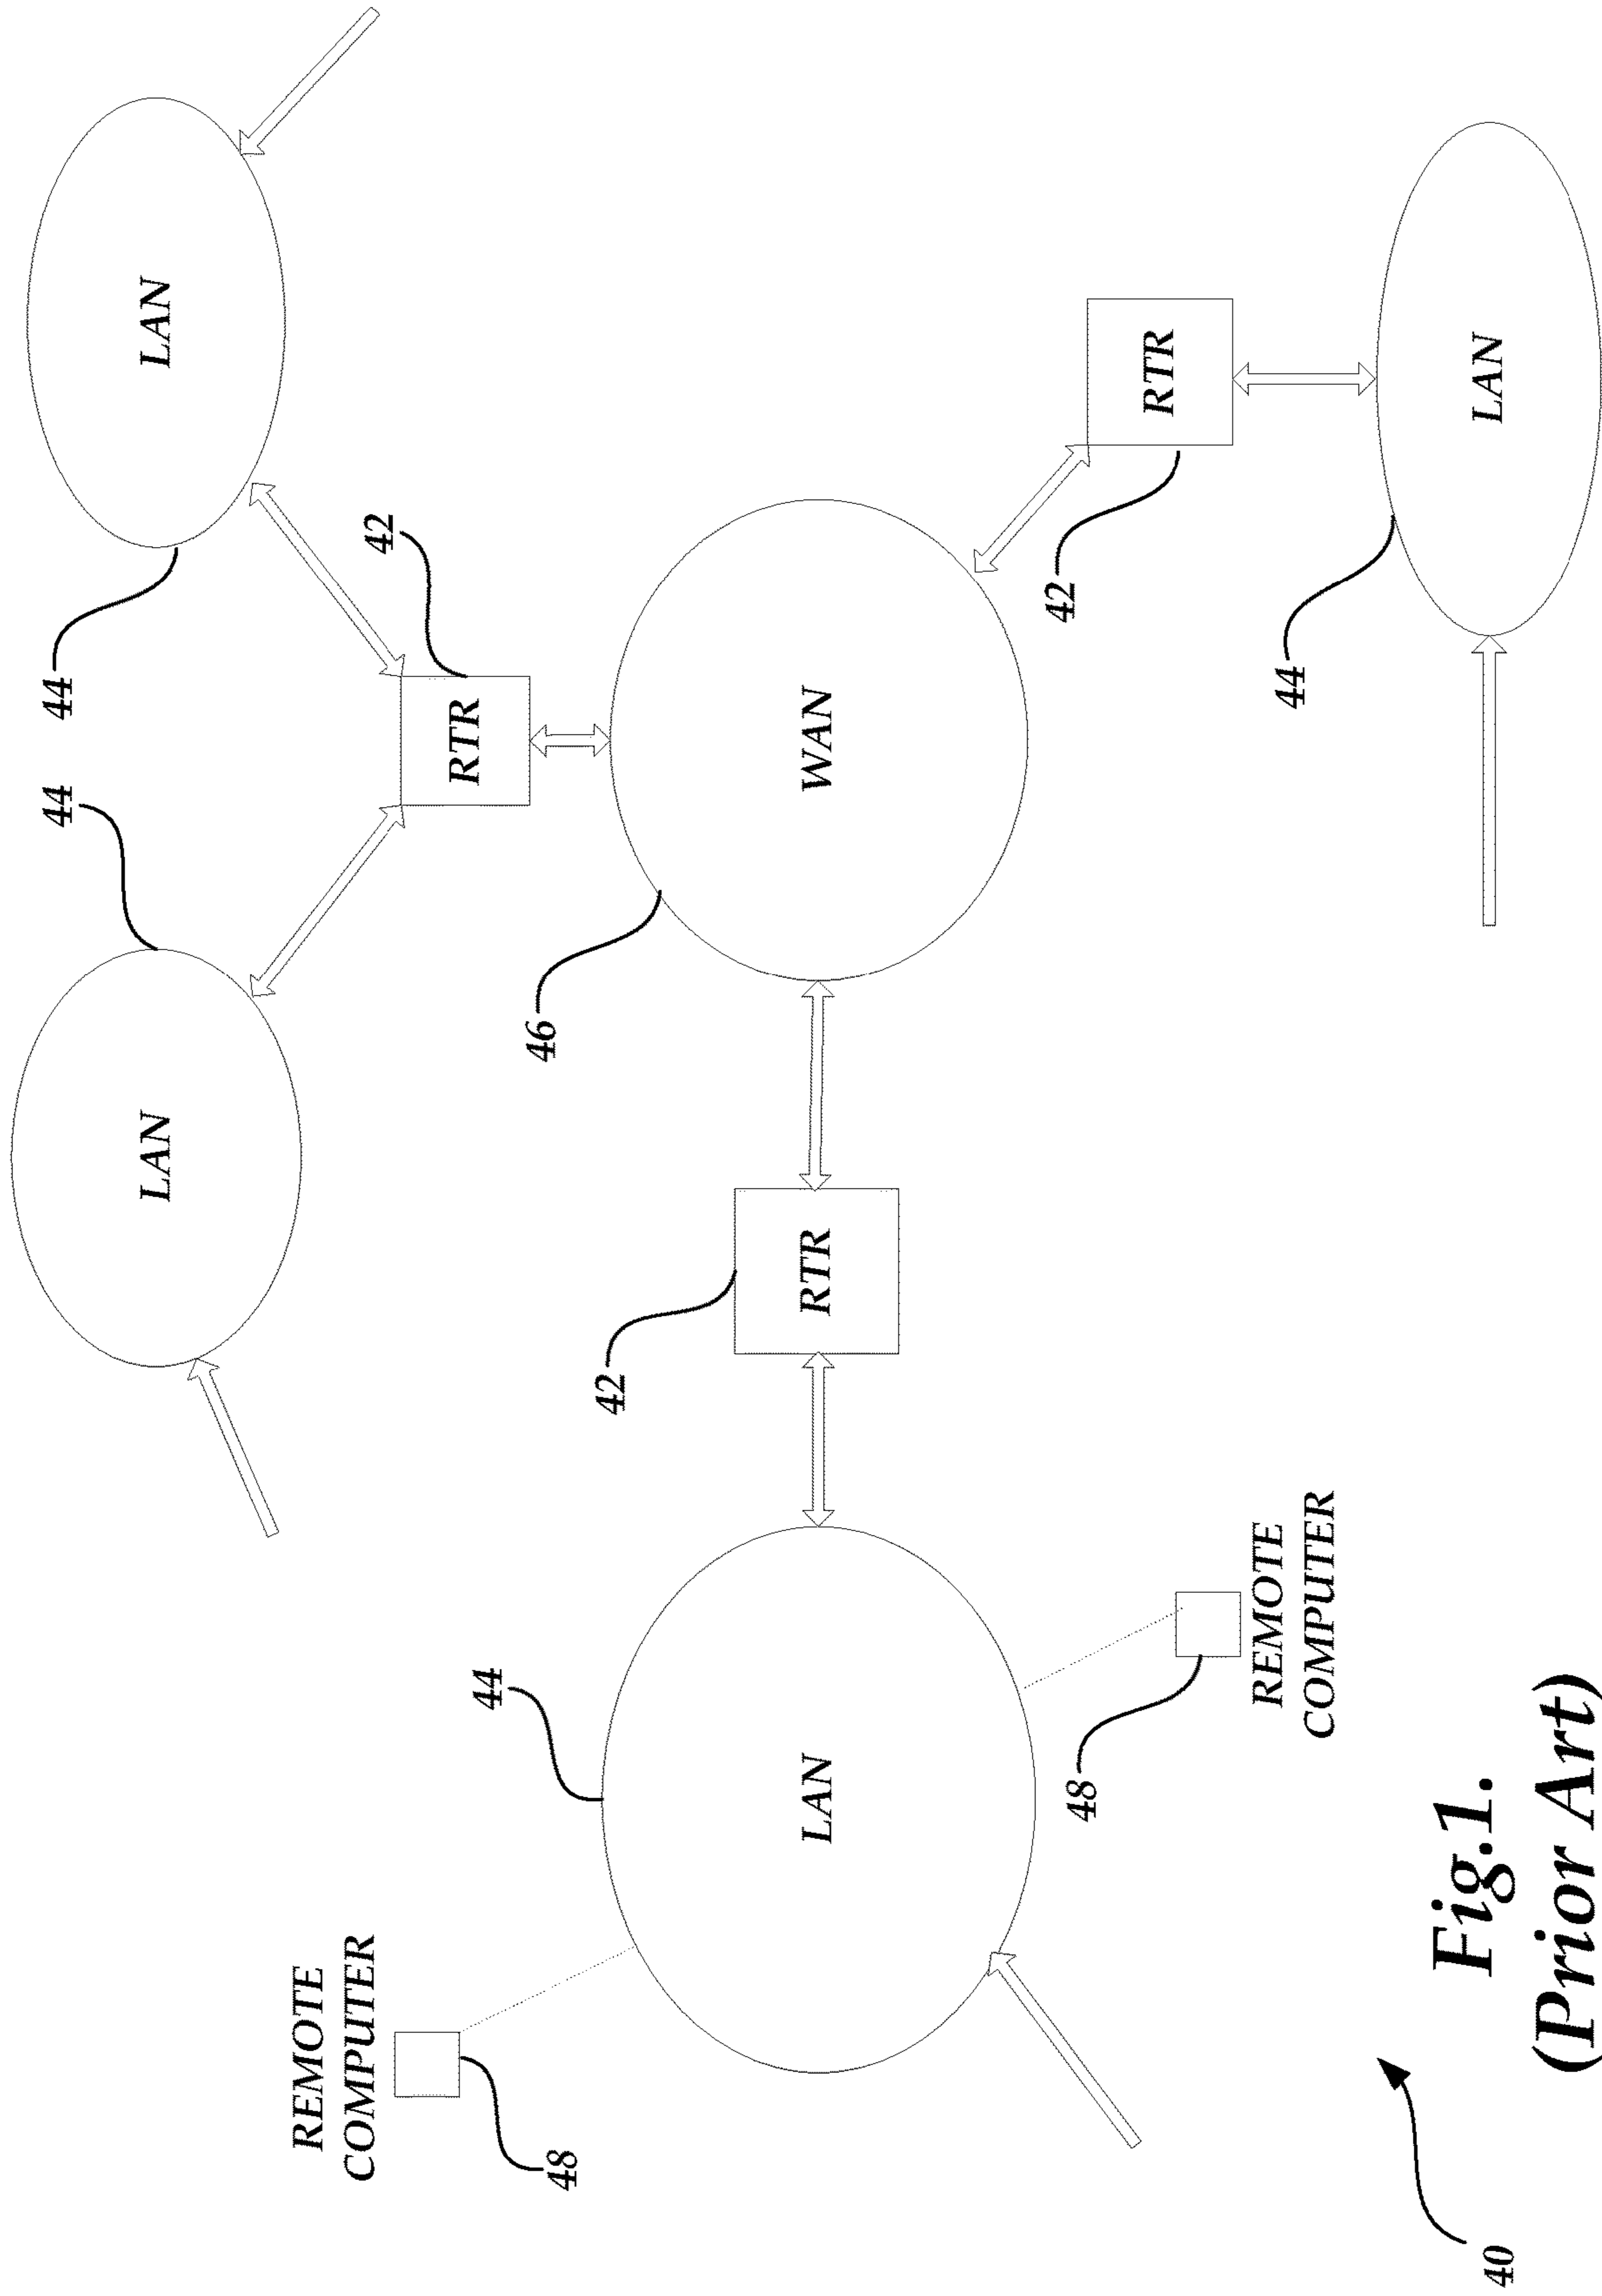 44
44
LAN
LAN
REMOTE
COMPUTER
42
RTR
44
46
48
42
LAN
RTR
WAN
42
48
RTR
REMOTE
COMPUTER
44
LAN
40
Fig.1.
(Prior Art)